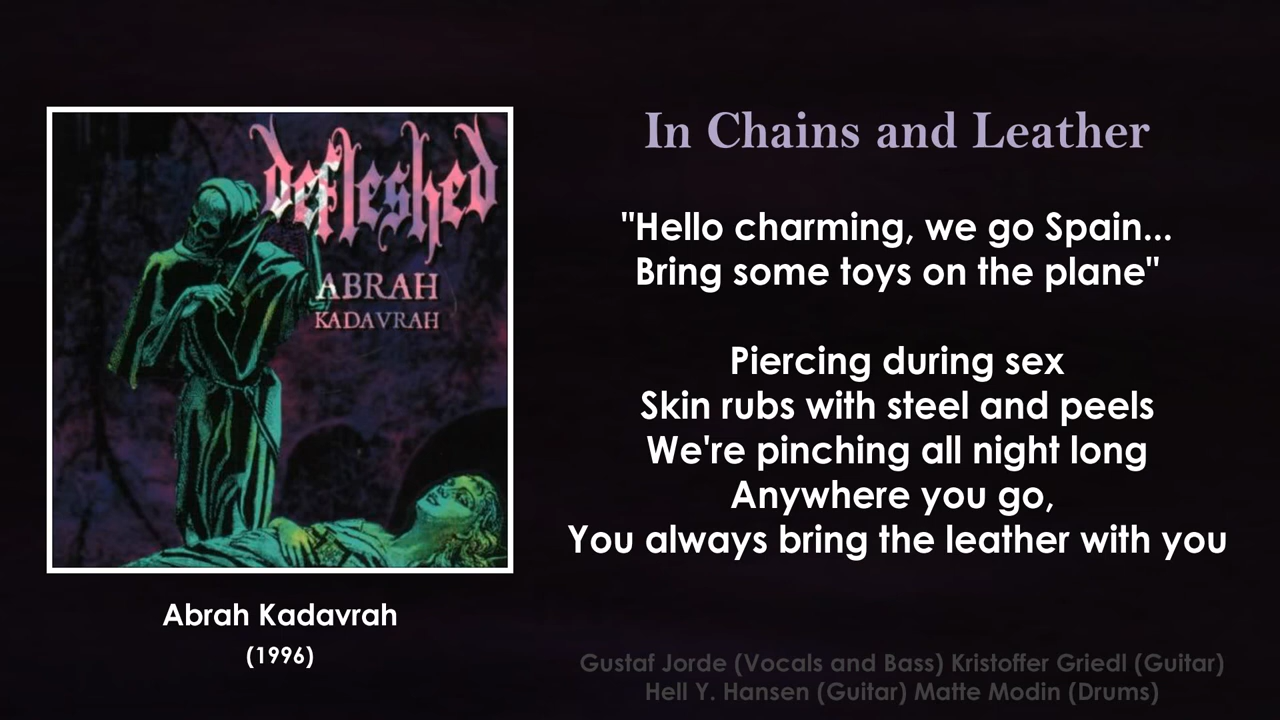 defleshed
ABRAH
KADAVRAH
Abrah Kadavrah
(1996)
In Chains and Leather
"Hello charming, we go Spain...
Bring some toys on the plane"
Piercing during sex
Skin rubs with steel and peels
We're pinching all night long
Anywhere you go,
You always bring the leather with you
Gustaf Jorde (Vocals and Bass) Kristoffer Griedl (Guitar)
Hell Y. Hansen (Guitar) Matte Modin (Drums)